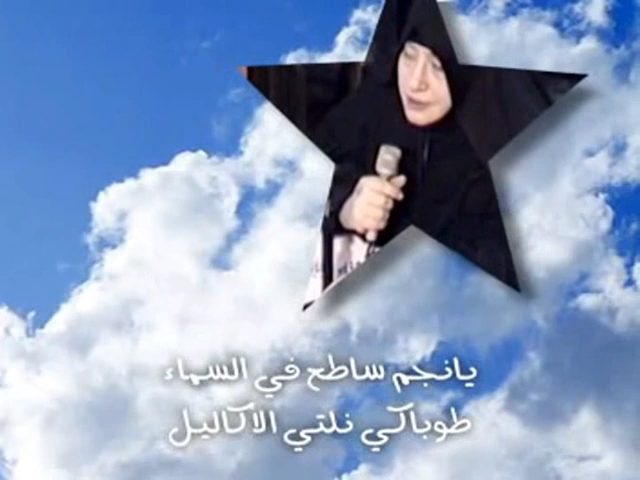 يانجم ساطع في السماء
طوباكي نلتي الاكاليل